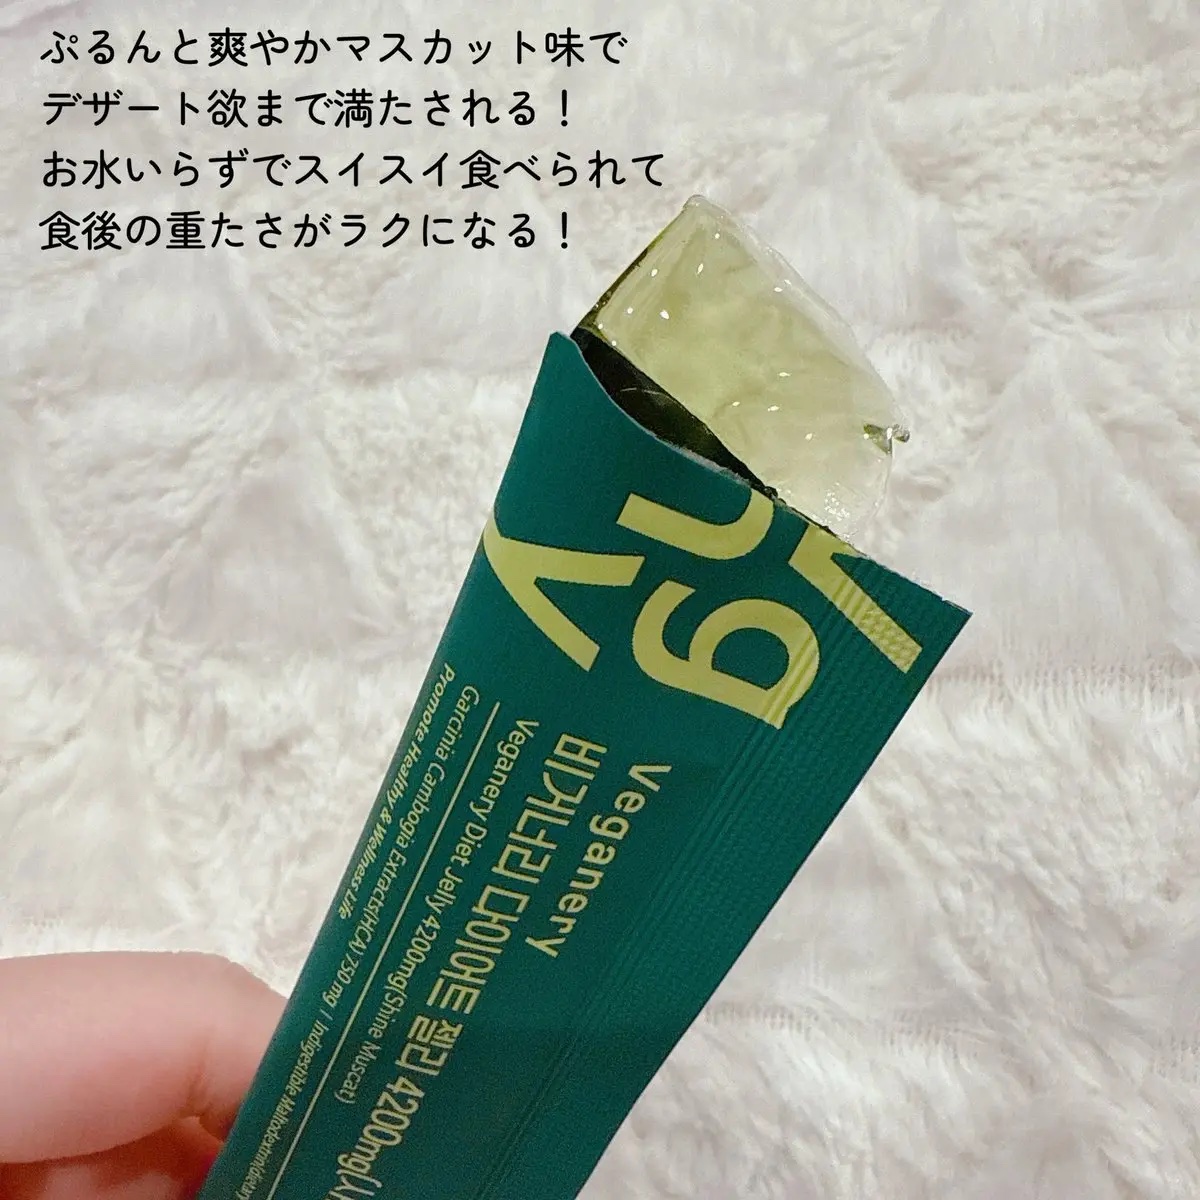 ぷるんと爽やかマスカット味で
デザート欲まで満たされる！
お水いらずでスイスイ食べられて
食後の重たさがラクになる！
Veganery
비거너리 다이어트 젤리 4200mg
Veganery Diet Jelly 4200mg(Shine Muscat)
Garcinia Cambogia Extracts(HCA) 750 mg / Indigestible Maltodextrin(dietary
Promote Healthy & Wellness Life